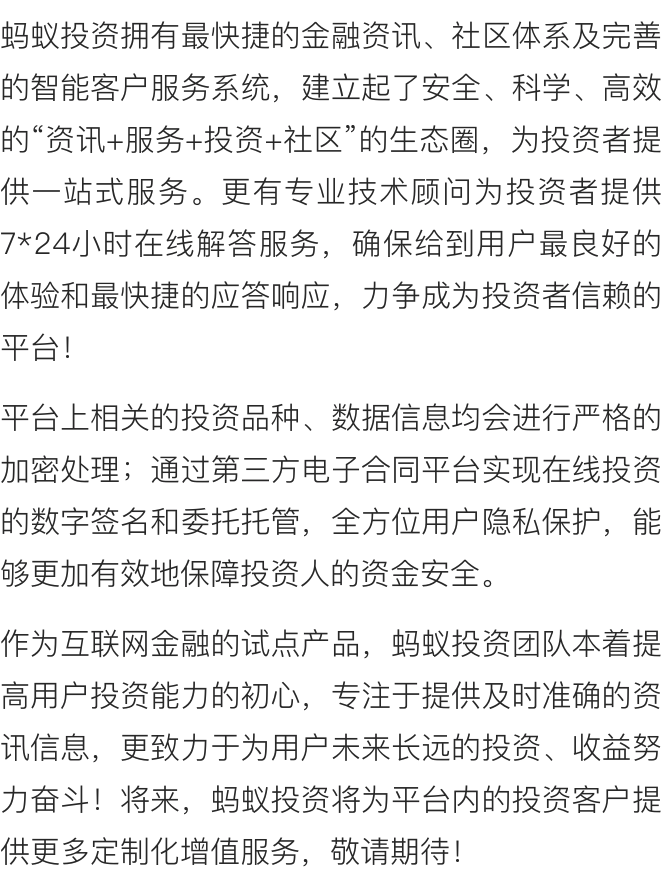 蚂蚁投资拥有最快捷的金融资讯、社区体系及完善
的智能客户服务系统，建立起了安全、科学、高效
的“资讯+服务+投资+社区”的生态圈，为投资者提
供一站式服务。更有专业技术顾问为投资者提供
7*24小时在线解答服务，确保给到用户最良好的
体验和最快捷的应答响应，力争成为投资者信赖的
平台！
平台上相关的投资品种、数据信息均会进行严格的
加密处理；通过第三方电子合同平台实现在线投资
的数字签名和委托托管，全方位用户隐私保护，能
够更加有效地保障投资人的资金安全。
作为互联网金融的试点产品，蚂蚁投资团队本着提
高用户投资能力的初心，专注于提供及时准确的资
讯信息，更致力于为用户未来长远的投资、收益努
力奋斗！将来，蚂蚁投资将为平台内的投资客户提
供更多定制化增值服务，敬请期待！